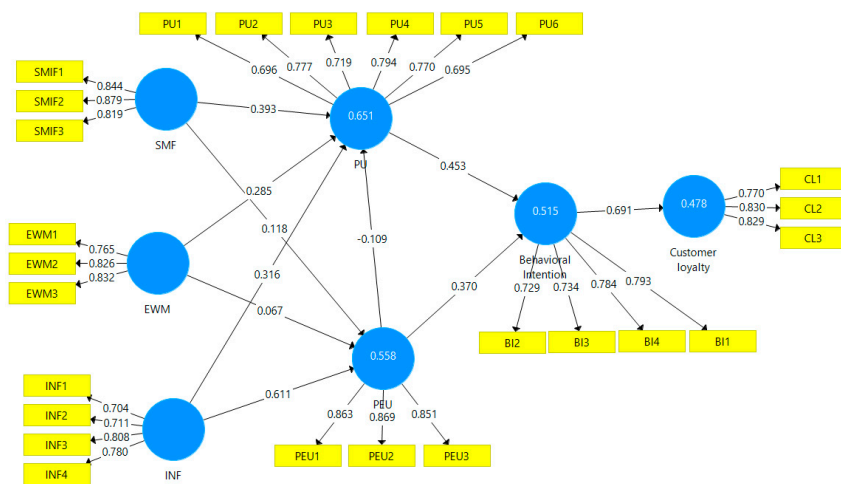 PU1 PU2 PU3 PU4 PU5 PU6
0.696 0.777 0.719 0.794 0.770 0.695
SMIF1
SMIF2
SMIF3
0.844
0.879
0.819
SMF
0.393
0.651
PU
0.453
0.285
0.118
0.316
-0.109
EWM1
EWM2
EWM3
0.765
0.826
0.832
EWM
0.067
0.611
0.370
0.515
Behavioral
Intention
0.691
0.478
Customer
loyalty
0.770
0.830
0.829
CL1
CL2
CL3
0.729 0.734 0.784 0.793
BI2 BI3 BI4 BI1
INF1
INF2
INF3
INF4
0.704
0.711
0.808
0.780
INF
0.558
PEU
0.863 0.869 0.851
PEU1 PEU2 PEU3